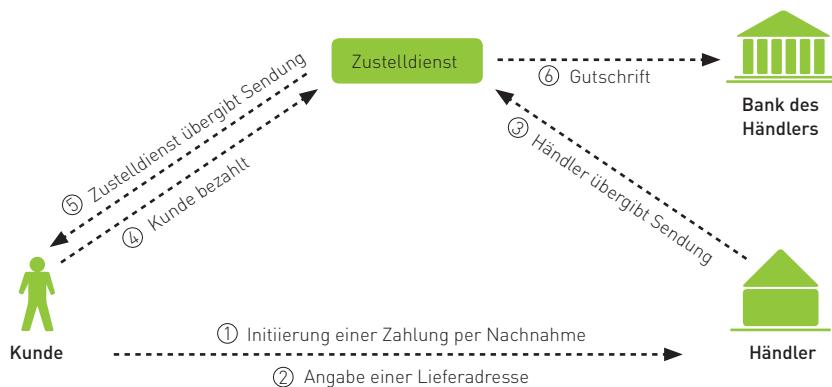 Zustelldienst
⑥ Gutschrift
Bank des
Händlers
⑤ Zustelldienst übergibt Sendung
④ Kunde bezahlt
③ Händler übergibt Sendung
① Initiierung einer Zahlung per Nachnahme
Kunde
Händler
② Angabe einer Lieferadresse